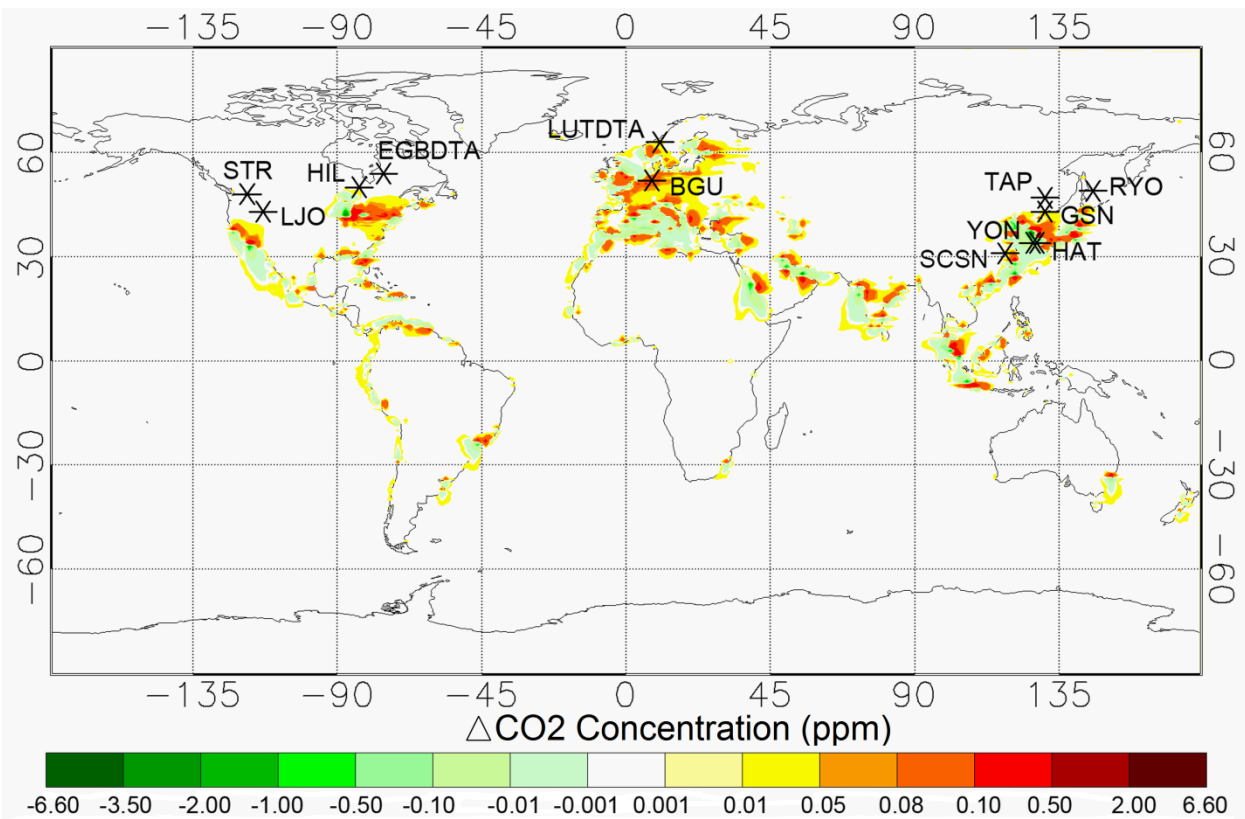 −135 −90 −45 0 45 90 135
60 LUTDTA 60
STR HIL EGBDTA
BGU TAP RYO
LJO GSN
YON
30 SCSN HAT 30
0 0
−30 −30
−60 −60
−135 −90 −45 0 45 90 135
△CO2 Concentration (ppm)
-6.60 -3.50 -2.00 -1.00 -0.50 -0.10 -0.01 -0.001 0.001 0.01 0.05 0.08 0.10 0.50 2.00 6.60